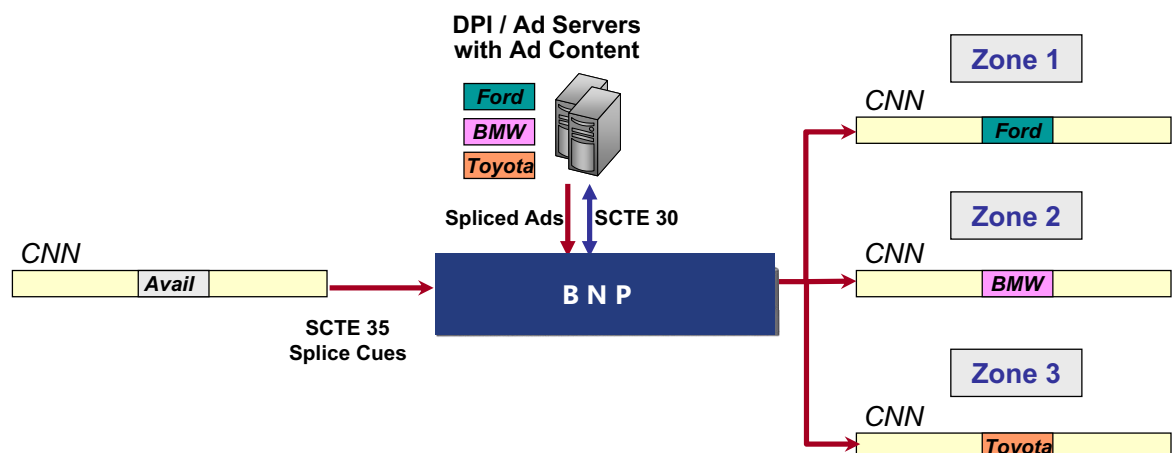 DPI / Ad Servers
with Ad Content
Ford
BMW
Toyota
Spliced Ads
SCTE 30
CNN
Avail
SCTE 35
Splice Cues
B N P
Zone 1
CNN
Ford
Zone 2
CNN
BMW
Zone 3
CNN
Toyota